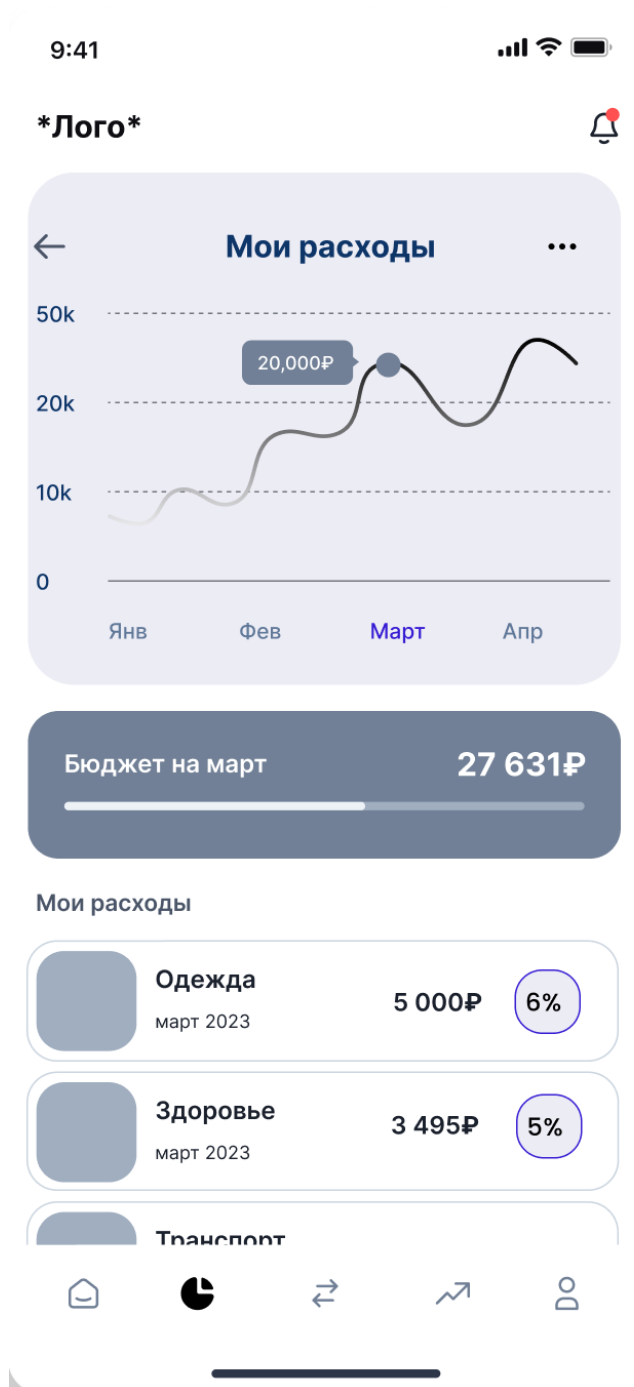 9:41
*Лого*
Мои расходы
50k
20,000₽
20k
10k
0
Янв Фев Март Апр
Бюджет на март 27 631₽
Мои расходы
Одежда
март 2023
5 000₽ 6%
Здоровье
март 2023
3 495₽ 5%
Транспорт